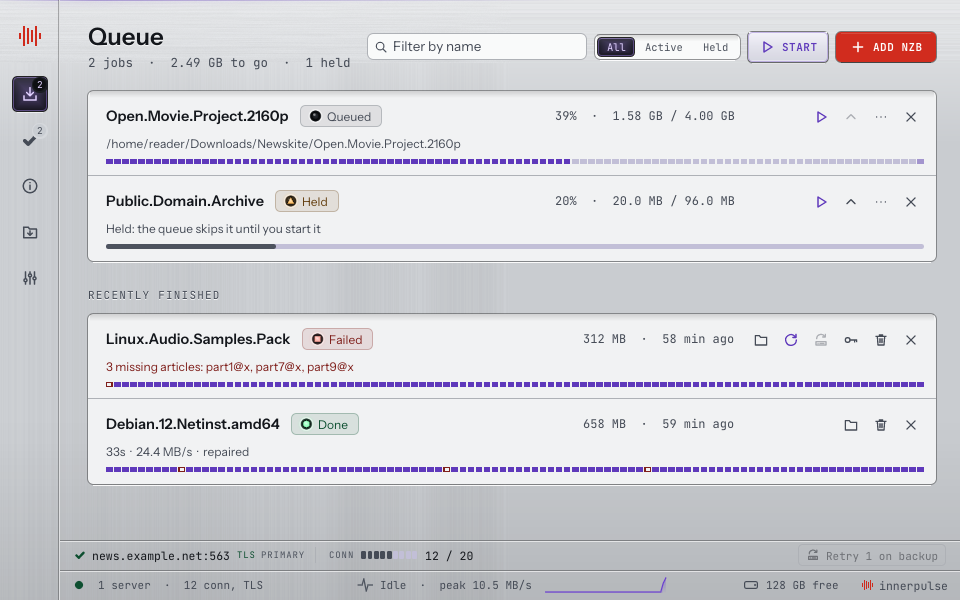 Queue
2 jobs · 2.49 GB to go · 1 held
Filter by name
All Active Held
START
ADD NZB
2
2
Open.Movie.Project.2160p Queued 39% · 1.58 GB / 4.00 GB
/home/reader/Downloads/Newskite/Open.Movie.Project.2160p
Public.Domain.Archive Held 20% · 20.0 MB / 96.0 MB
Held: the queue skips it until you start it
RECENTLY FINISHED
Linux.Audio.Samples.Pack Failed 312 MB · 58 min ago
3 missing articles: part1@x, part7@x, part9@x
Debian.12.Netinst.amd64 Done 658 MB · 59 min ago
33s · 24.4 MB/s · repaired
news.example.net:563 TLS PRIMARY CONN 12 / 20 Retry 1 on backup
1 server · 12 conn, TLS Idle · peak 10.5 MB/s 128 GB free innerpulse